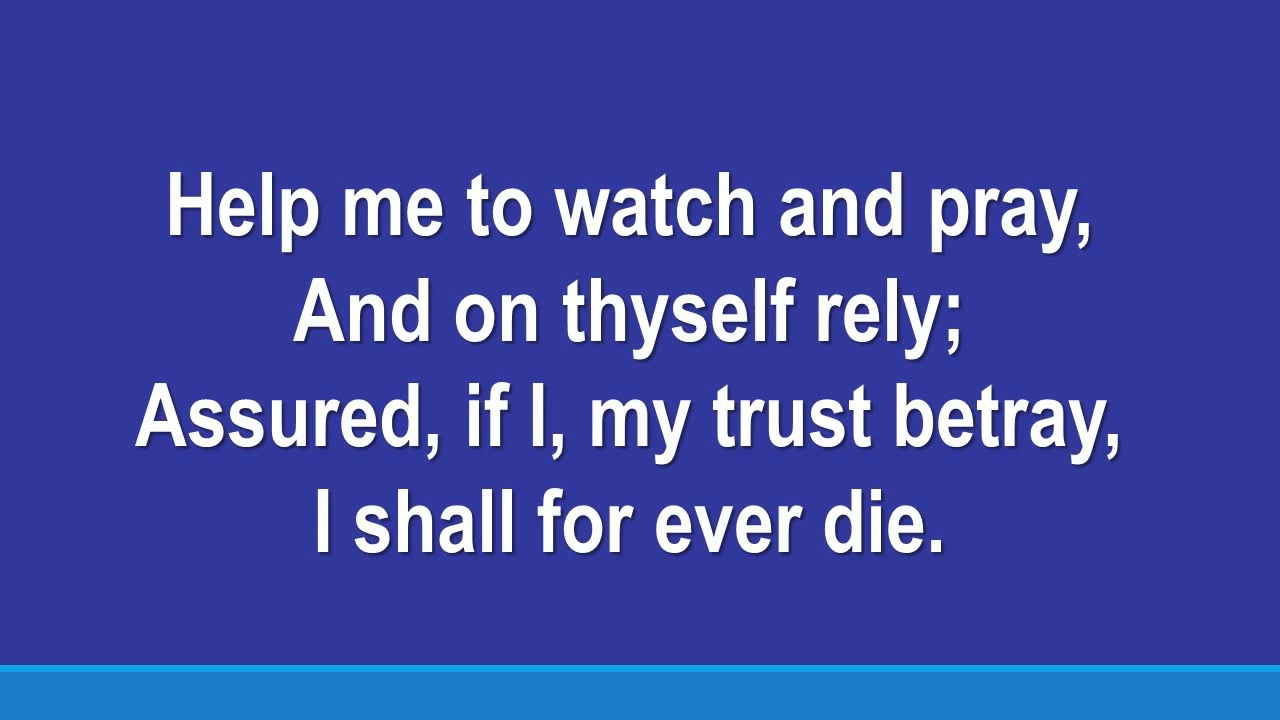 Help me to watch and pray,
And on thyself rely;
Assured, if I, my trust betray,
I shall for ever die.